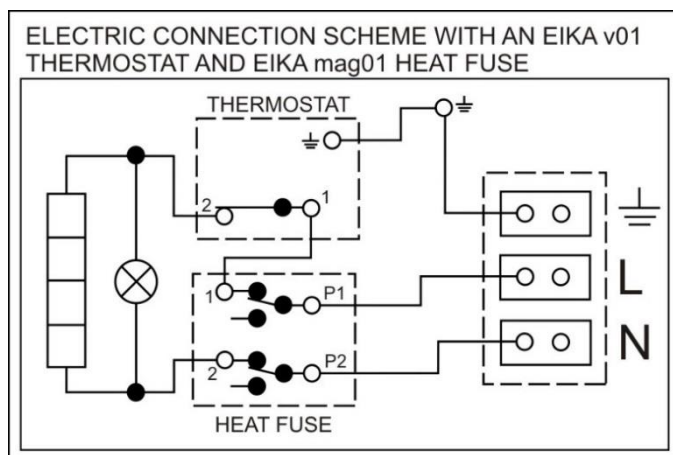 ELECTRIC CONNECTION SCHEME WITH AN EIKA v01
THERMOSTAT AND EIKA mag01 HEAT FUSE
THERMOSTAT
2
1
1
P1
L
2
P2
N
HEAT FUSE